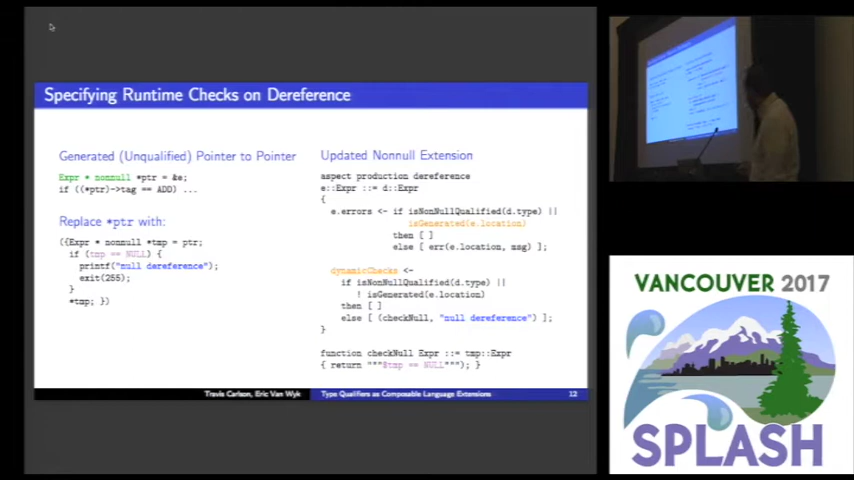 Specifying Runtime Checks on Dereference
Generated (Unqualified) Pointer to Pointer
Expr * nonnull *ptr = &e;
if ((*ptr)->tag == ADD) ...
Replace *ptr with:
({Expr * nonnull *tmp = ptr;
if (tmp == NULL) {
printf("null dereference");
exit(255);
}
*tmp; })
Updated Nonnull Extension
aspect production dereference
e::Expr ::= d::Expr
{
e.errors <- if isNonNullQualified(d.type) ||
isGenerated(e.location)
then [ ]
else [ err(e.location, msg) ];
dynamicChecks <-
if isNonNullQualified(d.type) ||
! isGenerated(e.location)
then [ ]
else [ (checkNull, "null dereference") ];
}
function checkNull Expr ::= tmp::Expr
{ return """$tmp == NULL"""); }
Travis Carlson, Eric Van Wyk
Type Qualifiers as Composable Language Extensions
12
VANCOUVER 2017
SPLASH